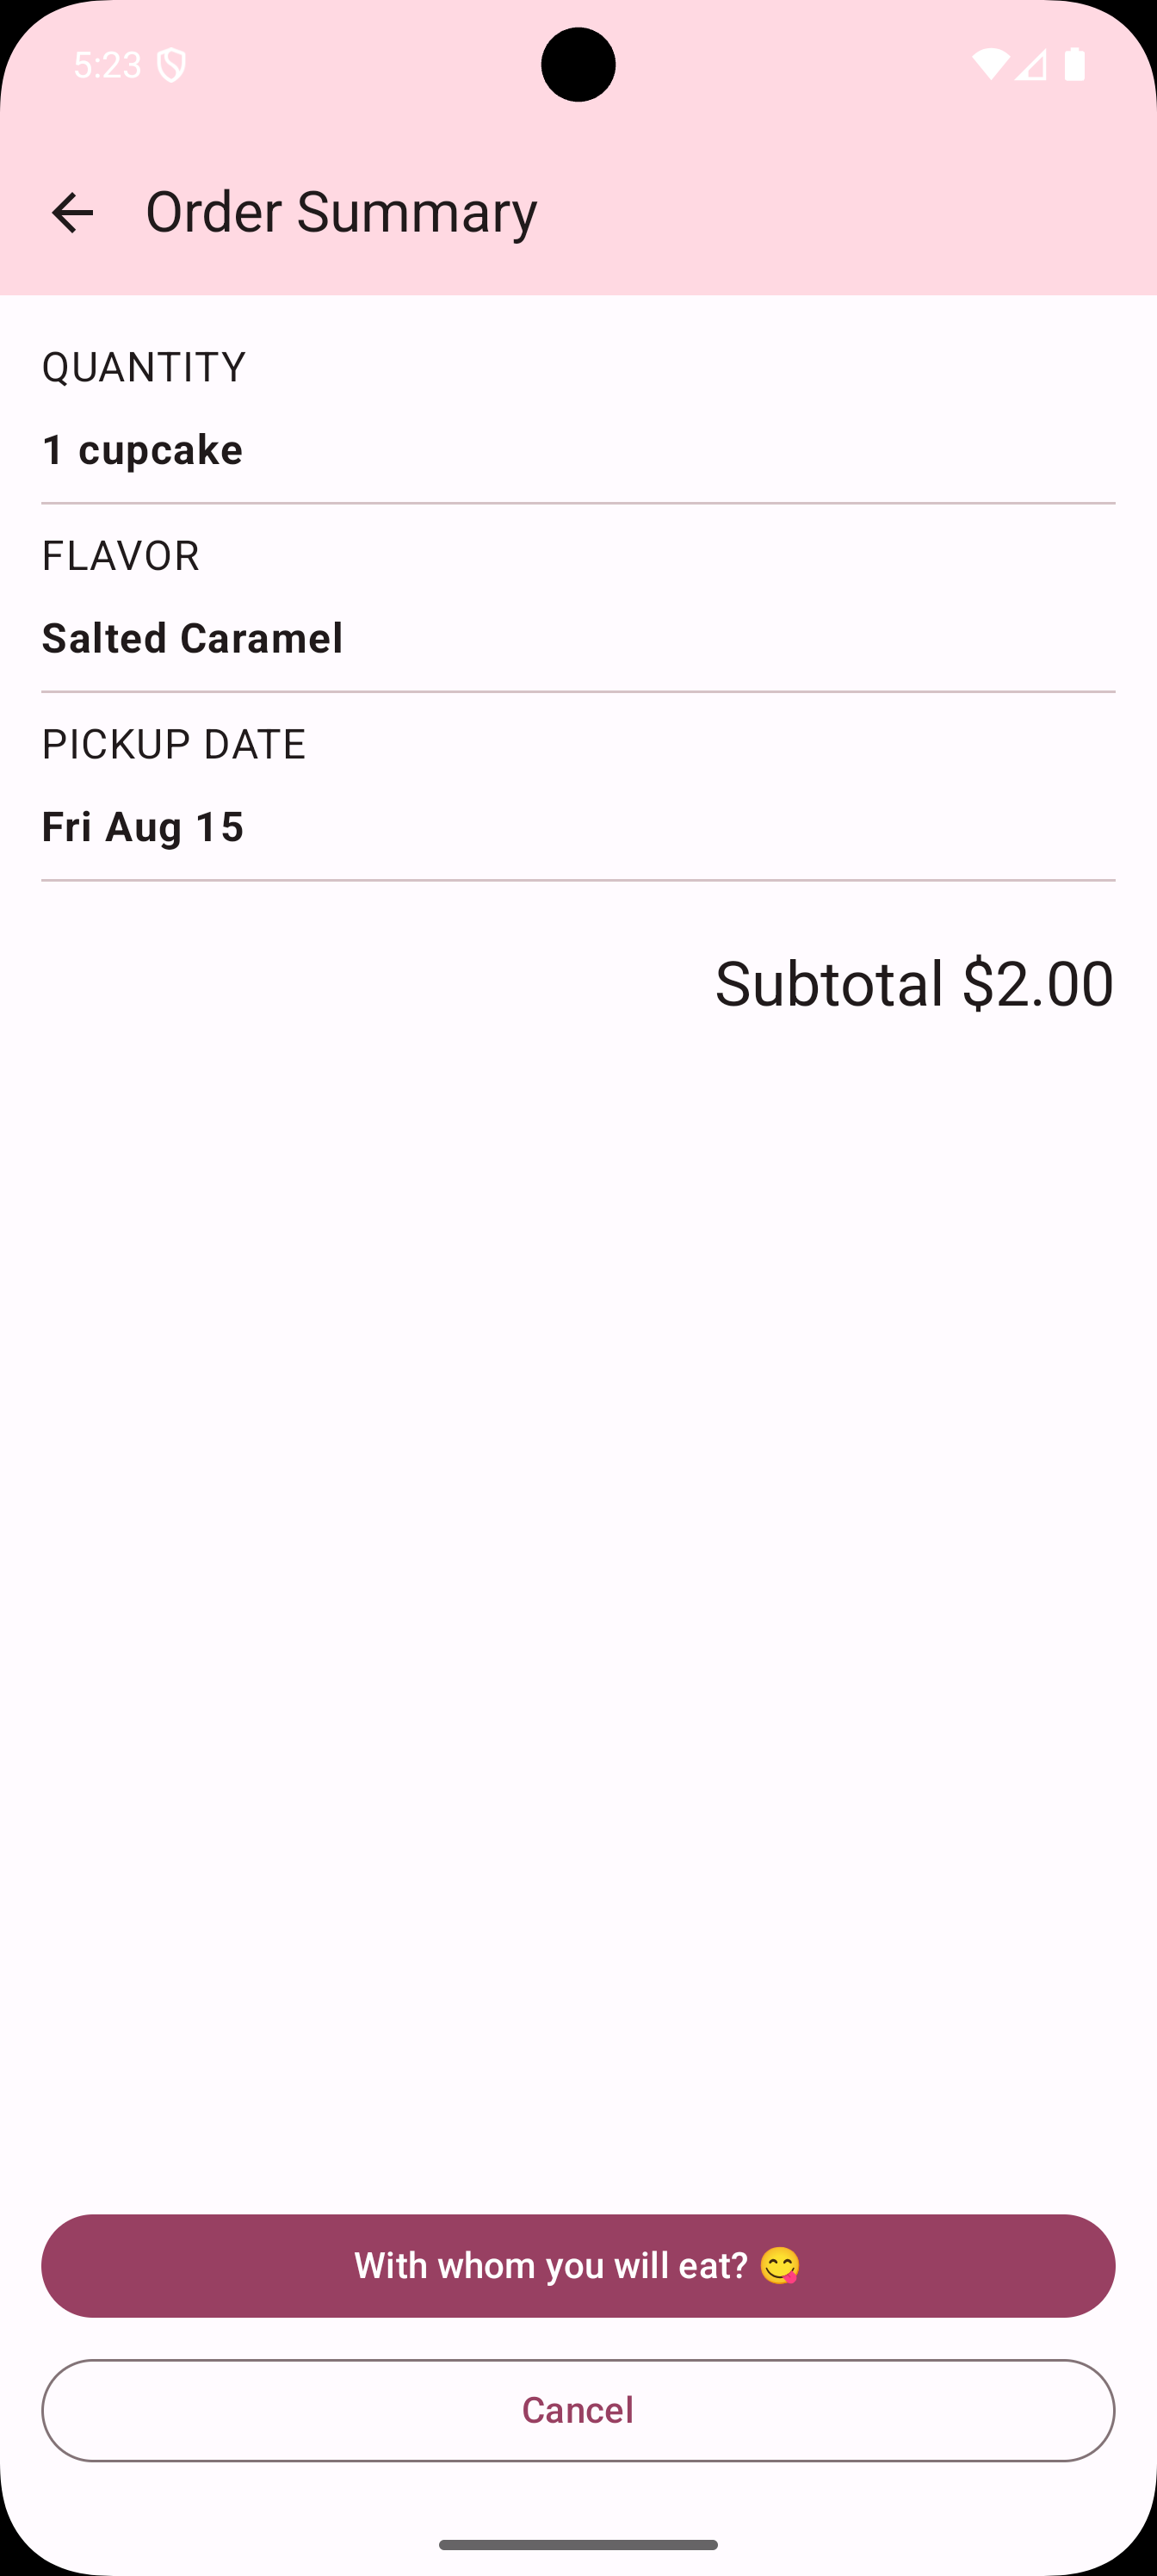 5:23
Order Summary
QUANTITY
1 cupcake
FLAVOR
Salted Caramel
PICKUP DATE
Fri Aug 15
Subtotal $2.00
With whom you will eat? 😋
Cancel